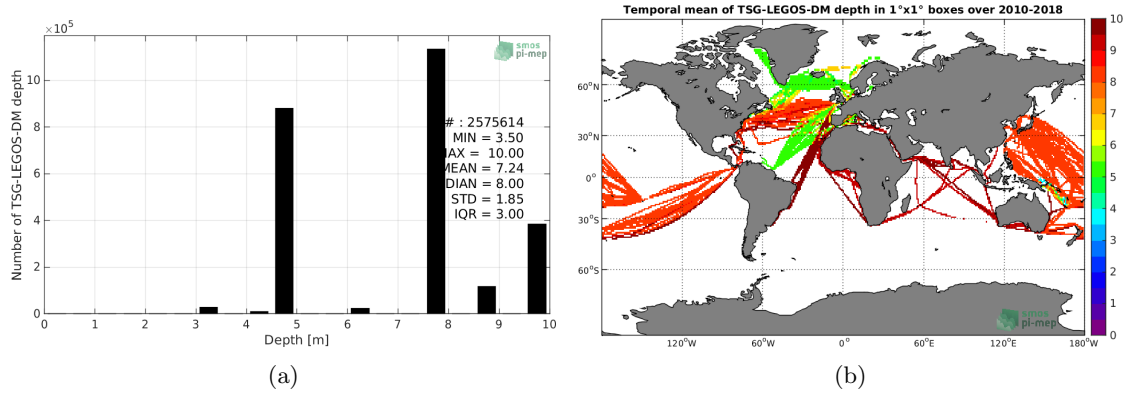 ×10⁵
smos
pi-mep
Number of TSG-LEGOS-DM depth
10
8
6
4
2
0
# : 2575614
MIN = 3.50
MAX = 10.00
MEAN = 7.24
DIAN = 8.00
STD = 1.85
IQR = 3.00
0 1 2 3 4 5 6 7 8 9 10
Depth [m]
(a)
Temporal mean of TSG-LEGOS-DM depth in 1°x1° boxes over 2010-2018
60°N
30°N
0°
30°S
60°S
120°W 60°W 0° 60°E 120°E 180°W
smos
pi-mep
10
9
8
7
6
5
4
3
2
1
0
(b)